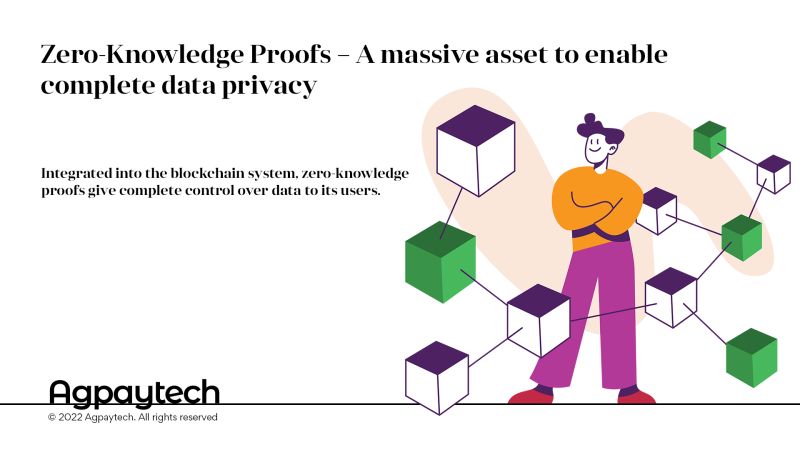 Zero-Knowledge Proofs – A massive asset to enable
complete data privacy
Integrated into the blockchain system, zero-knowledge
proofs give complete control over data to its users.
Agpaytech
© 2022 Agpaytech. All rights reserved